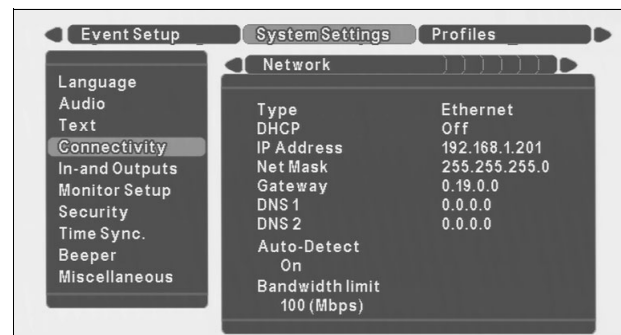 Event Setup
System Settings
Profiles
Network
Language
Audio
Text
Connectivity
In-and Outputs
Monitor Setup
Security
Time Sync.
Beeper
Miscellaneous
Type Ethernet
DHCP Off
IP Address 192.168.1.201
Net Mask 255.255.255.0
Gateway 0.19.0.0
DNS 1 0.0.0.0
DNS 2 0.0.0.0
Auto-Detect
On
Bandwidth limit
100 (Mbps)